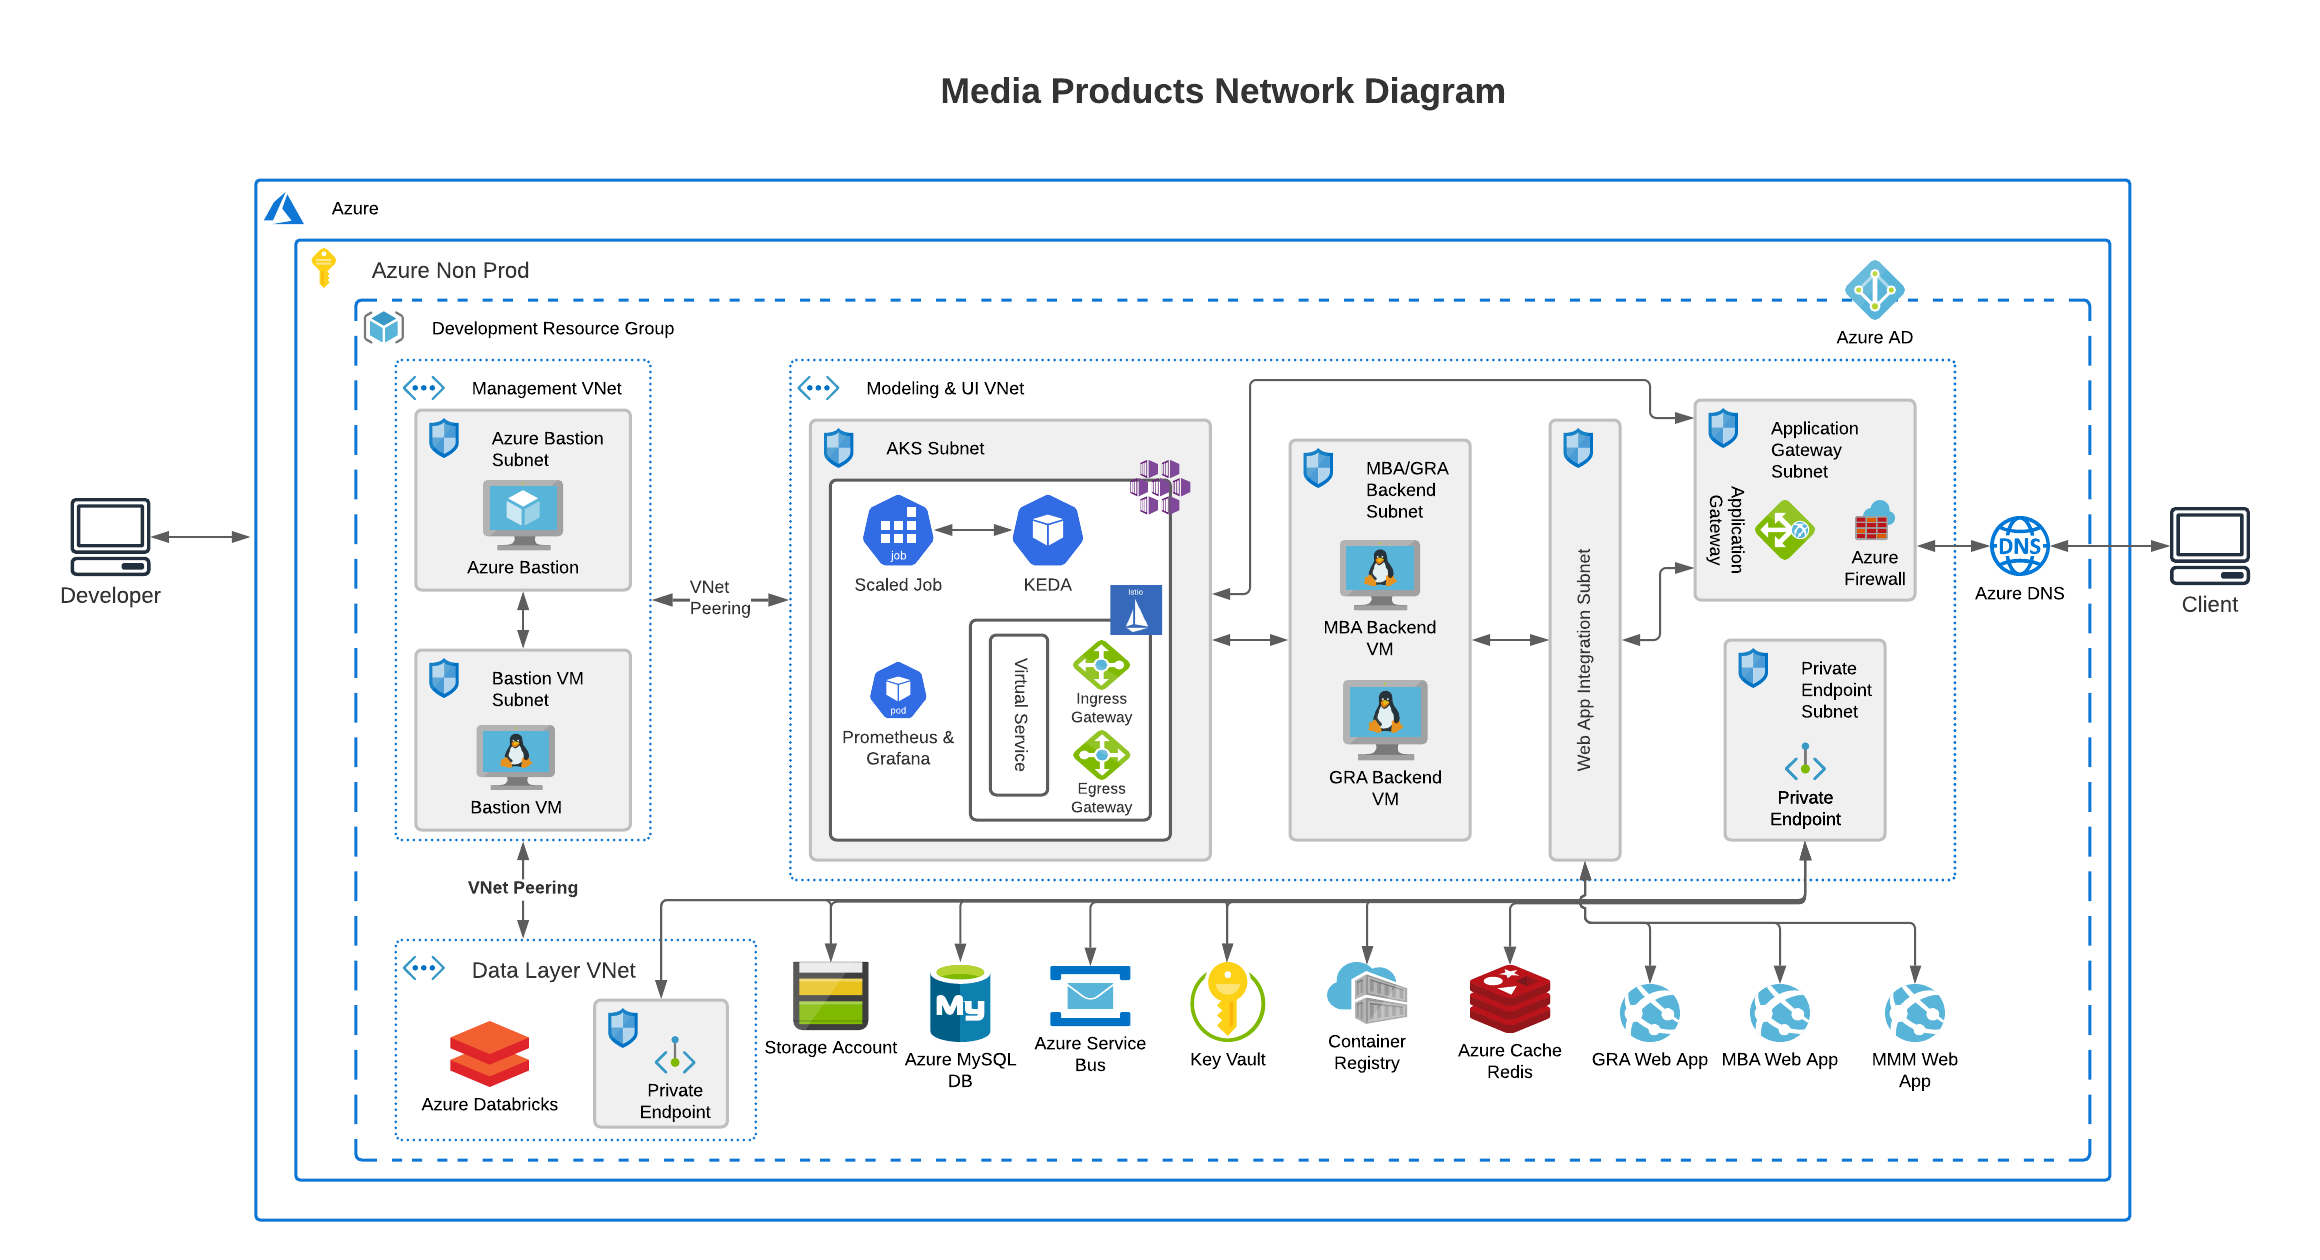 Media Products Network Diagram
Azure
Azure Non Prod
Azure AD
Development Resource Group
Management VNet
Azure Bastion
Subnet
Azure Bastion
Bastion VM
Subnet
Bastion VM
Developer
VNet
Peering
Modeling & UI VNet
AKS Subnet
job
Scaled Job
KEDA
Istio
pod
Prometheus &
Grafana
Virtual Service
Ingress
Gateway
Egress
Gateway
MBA/GRA
Backend
Subnet
MBA Backend
VM
GRA Backend
VM
Web App Integration Subnet
Application
Gateway
Subnet
Application
Gateway
Azure
Firewall
Private
Endpoint
Subnet
Private
Endpoint
DNS
Azure DNS
Client
VNet Peering
Data Layer VNet
Azure Databricks
Private
Endpoint
Storage Account
My
Azure MySQL
DB
Azure Service
Bus
Key Vault
Container
Registry
Azure Cache
Redis
GRA Web App
MBA Web App
MMM Web
App